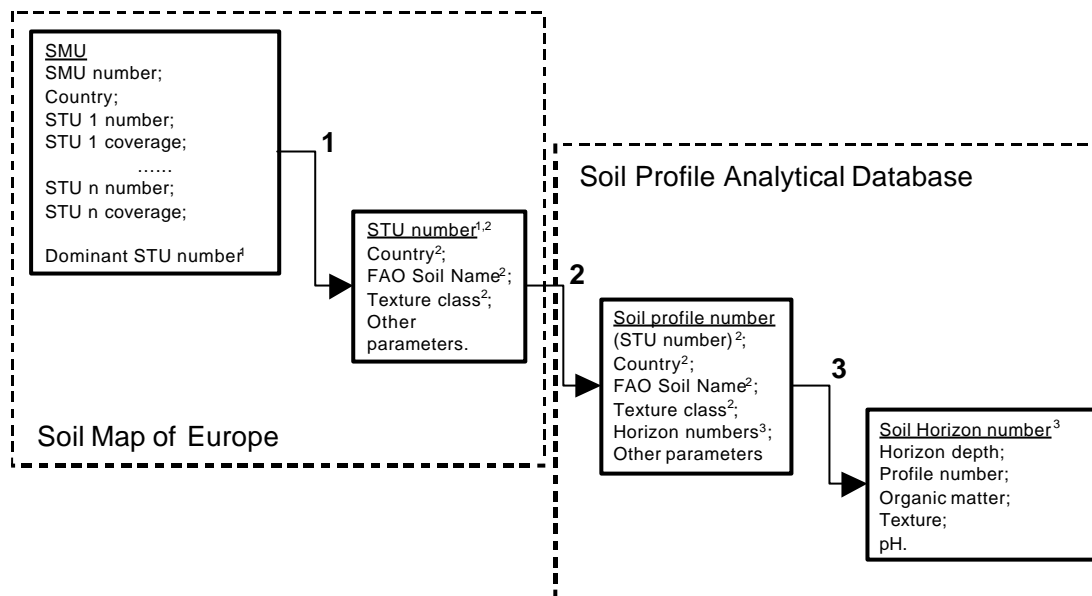 SMU
SMU number;
Country;
STU 1 number;
STU 1 coverage;
……
STU n number;
STU n coverage;
Dominant STU number¹
1
STU number¹,²
Country²;
FAO Soil Name²;
Texture class²;
Other
parameters.
Soil Map of Europe
2
Soil Profile Analytical Database
Soil profile number
(STU number)²;
Country²;
FAO Soil Name²;
Texture class²;
Horizon numbers³;
Other parameters
3
Soil Horizon number³
Horizon depth;
Profile number;
Organic matter;
Texture;
pH.